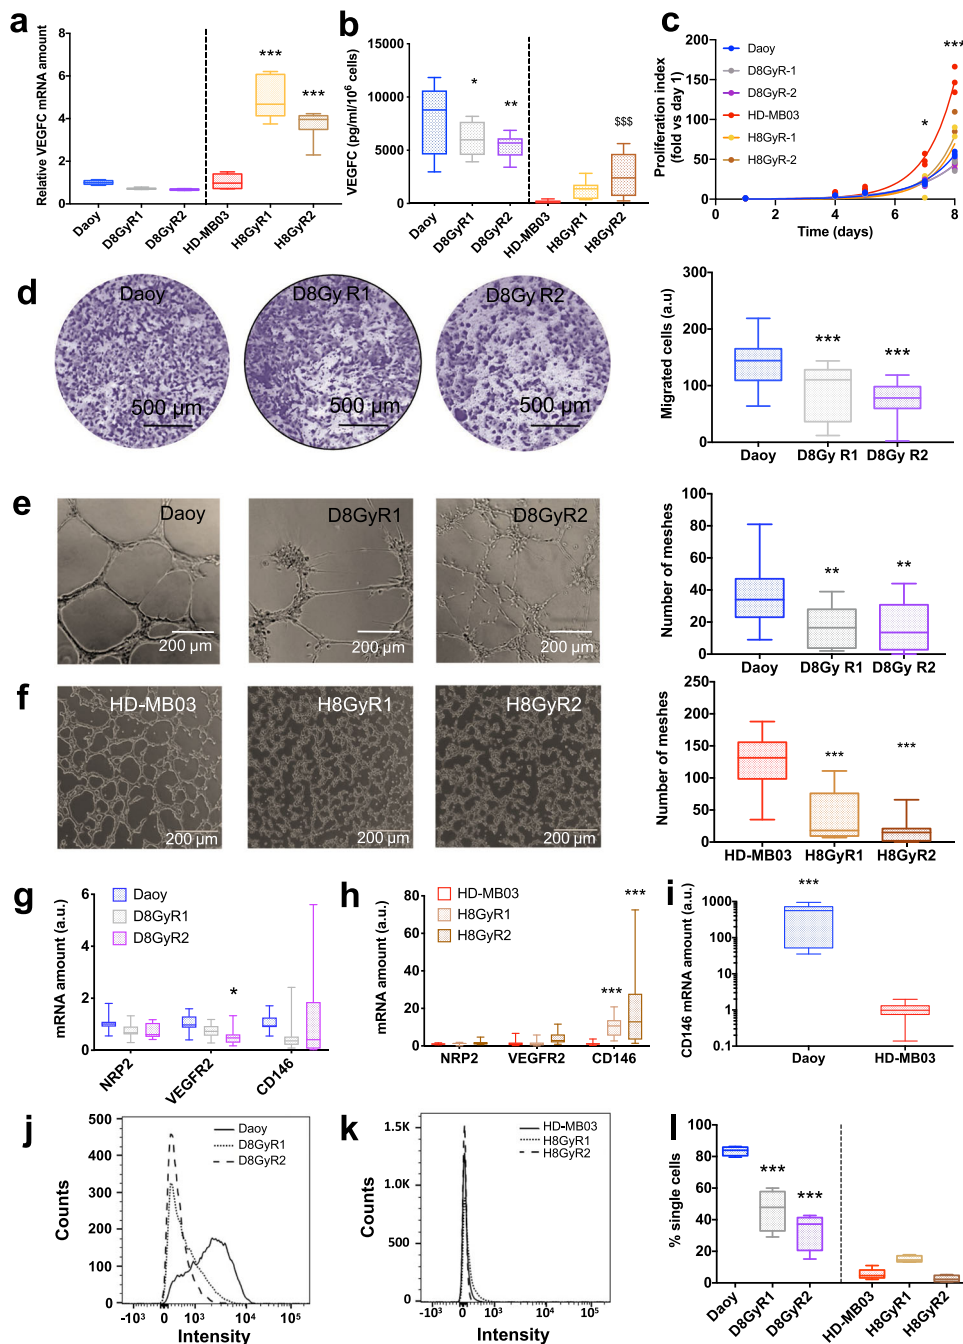 a
Relative VEGFC mRNA amount
8
6
4
2
0
***
***
Daoy
D8GyR1
D8GyR2
HD-MB03
H8GyR1
H8GyR2
b
VEGFC (pg/ml/10⁶ cells)
15000
10000
5000
0
*
**
$$$
Daoy
D8GyR1
D8GyR2
HD-MB03
H8GyR1
H8GyR2
c
Proliferation index
(fold vs day 1)
200
150
100
50
0
Daoy
D8GyR-1
D8GyR-2
HD-MB03
H8GyR-1
H8GyR-2
*
***
0 2 4 6 8
Time (days)
d
Daoy
500 µm
D8Gy R1
500 µm
D8Gy R2
500 µm
Migrated cells (a.u)
300
200
100
0
***
***
Daoy D8Gy R1 D8Gy R2
e
Daoy
200 µm
D8GyR1
200 µm
D8GyR2
200 µm
Number of meshes
100
80
60
40
20
0
**
**
Daoy D8Gy R1 D8Gy R2
f
HD-MB03
200 µm
H8GyR1
200 µm
H8GyR2
200 µm
Number of meshes
250
200
150
100
50
0
***
***
HD-MB03 H8GyR1 H8GyR2
g
mRNA amount (a.u.)
6
4
2
0
Daoy
D8GyR1
D8GyR2
*
NRP2
VEGFR2
CD146
h
mRNA amount (a.u.)
80
60
40
20
0
HD-MB03
H8GyR1
H8GyR2
***
***
NRP2 VEGFR2 CD146
i
CD146 mRNA amount (a.u.)
1000
100
10
1
0.1
***
Daoy HD-MB03
j
Counts
500
400
300
200
100
0
Daoy
D8GyR1
D8GyR2
-10³ 0 10³ 10⁴ 10⁵
Intensity
k
Counts
1.5K
1.0K
500
0
HD-MB03
H8GyR1
H8GyR2
-10³ 0 10³ 10⁴ 10⁵
Intensity
l
% single cells
100
80
60
40
20
0
***
***
Daoy
D8GyR1
D8GyR2
HD-MB03
H8GyR1
H8GyR2